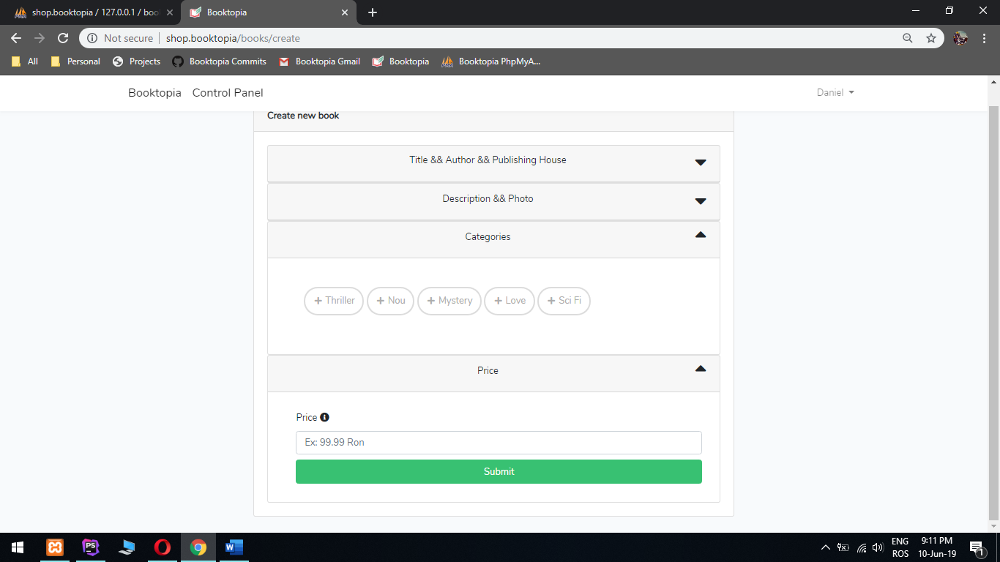 shop.booktopia / 127.0.0.1 / boo
Booktopia
Not secure shop.booktopia/books/create
All Personal Projects Booktopia Commits Booktopia Gmail Booktopia Booktopia PhpMyA...
Booktopia Control Panel Daniel
Create new book
Title && Author && Publishing House
Description && Photo
Categories
+ Thriller + Nou + Mystery + Love + Sci Fi
Price
Price
Ex: 99.99 Ron
Submit
PS
ENG 9:11 PM
ROS 10-Jun-19
1